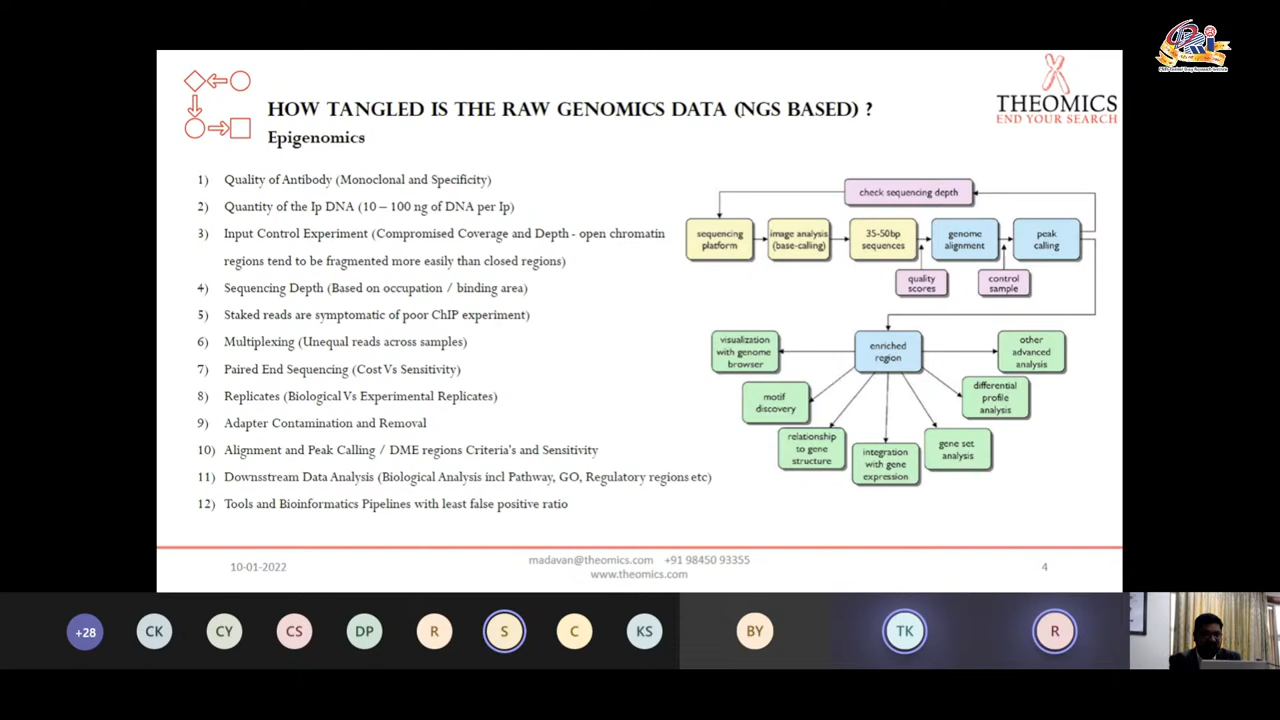 HOW TANGLED IS THE RAW GENOMICS DATA (NGS BASED) ?
Epigenomics
THEOMICS
END YOUR SEARCH
1) Quality of Antibody (Monoclonal and Specificity)
2) Quantity of the Ip DNA (10 – 100 ng of DNA per Ip)
3) Input Control Experiment (Compromised Coverage and Depth - open chromatin
regions tend to be fragmented more easily than closed regions)
4) Sequencing Depth (Based on occupation / binding area)
5) Staked reads are symptomatic of poor ChIP experiment)
6) Multiplexing (Unequal reads across samples)
7) Paired End Sequencing (Cost Vs Sensitivity)
8) Replicates (Biological Vs Experimental Replicates)
9) Adapter Contamination and Removal
10) Alignment and Peak Calling / DME regions Criteria's and Sensitivity
11) Downsstream Data Analysis (Biological Analysis incl Pathway, GO, Regulatory regions etc)
12) Tools and Bioinformatics Pipelines with least false positive ratio
check sequencing depth
sequencing
platform
image analysis
(base-calling)
35-50bp
sequences
genome
alignment
peak
calling
quality
scores
control
sample
enriched
region
visualization
with genome
browser
motif
discovery
relationship
to gene
structure
integration
with gene
expression
gene set
analysis
differential
profile
analysis
other
advanced
analysis
10-01-2022
madavan@theomics.com +91 98450 93355
www.theomics.com
4
+28
CK
CY
CS
DP
R
S
C
KS
BY
TK
R